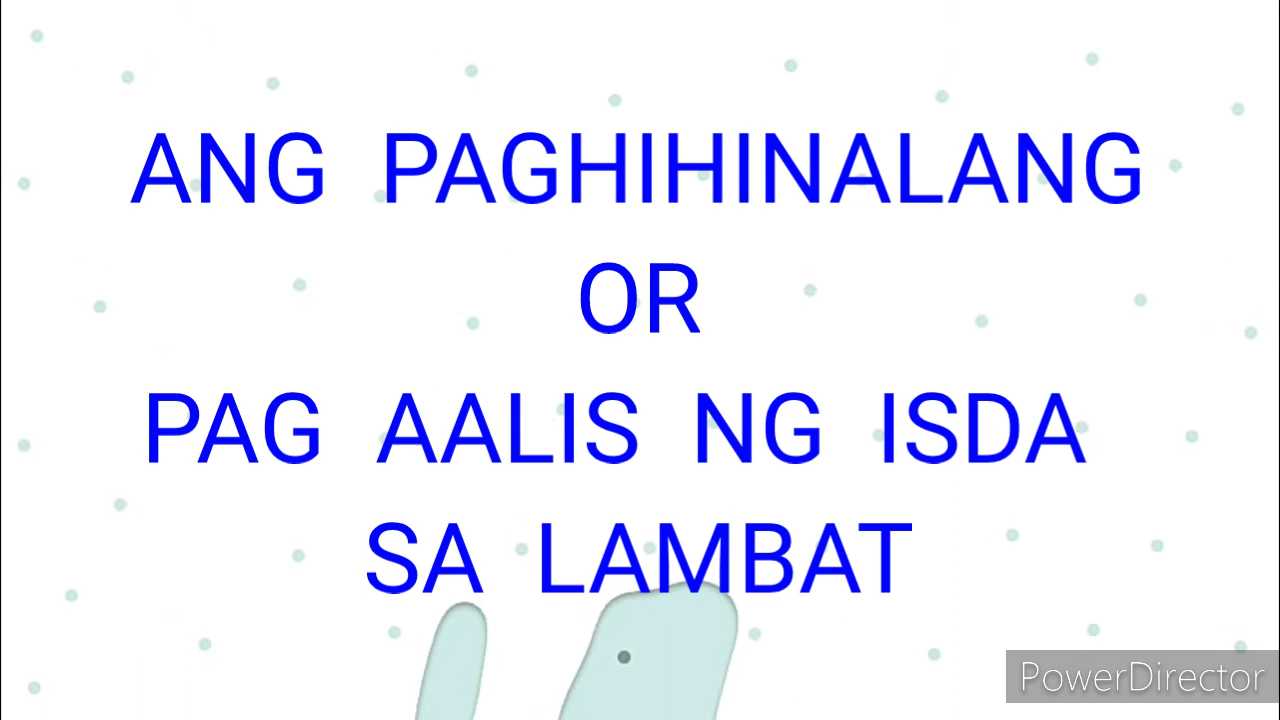 ANG PAGHIHINALANG
OR
PAG AALIS NG ISDA
SA LAMBAT
PowerDirector